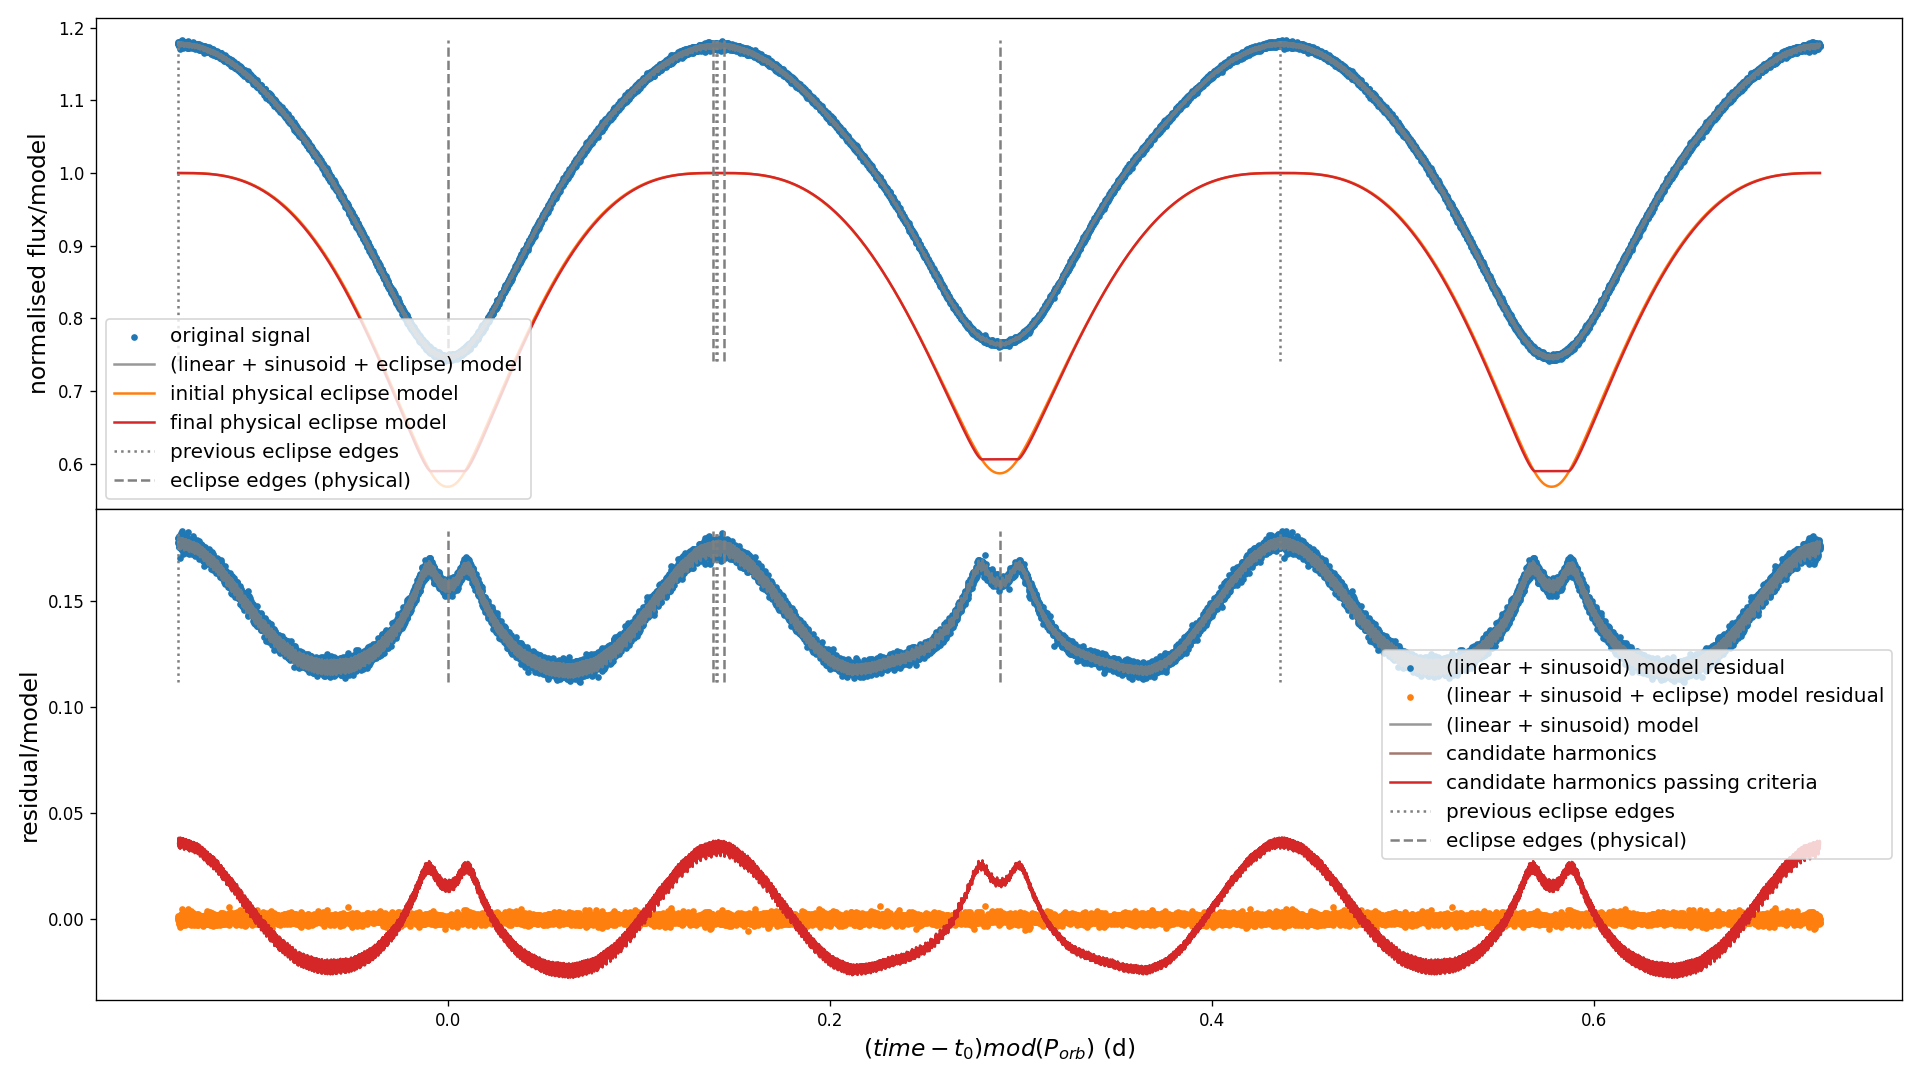 1.2
1.1
1.0
0.9
0.8
0.7
0.6
normalised flux/model
original signal
(linear + sinusoid + eclipse) model
initial physical eclipse model
final physical eclipse model
previous eclipse edges
eclipse edges (physical)
0.15
0.10
0.05
0.00
residual/model
(linear + sinusoid) model residual
(linear + sinusoid + eclipse) model residual
(linear + sinusoid) model
candidate harmonics
candidate harmonics passing criteria
previous eclipse edges
eclipse edges (physical)
0.0 0.2 0.4 0.6
(time − t₀)mod(P_orb) (d)